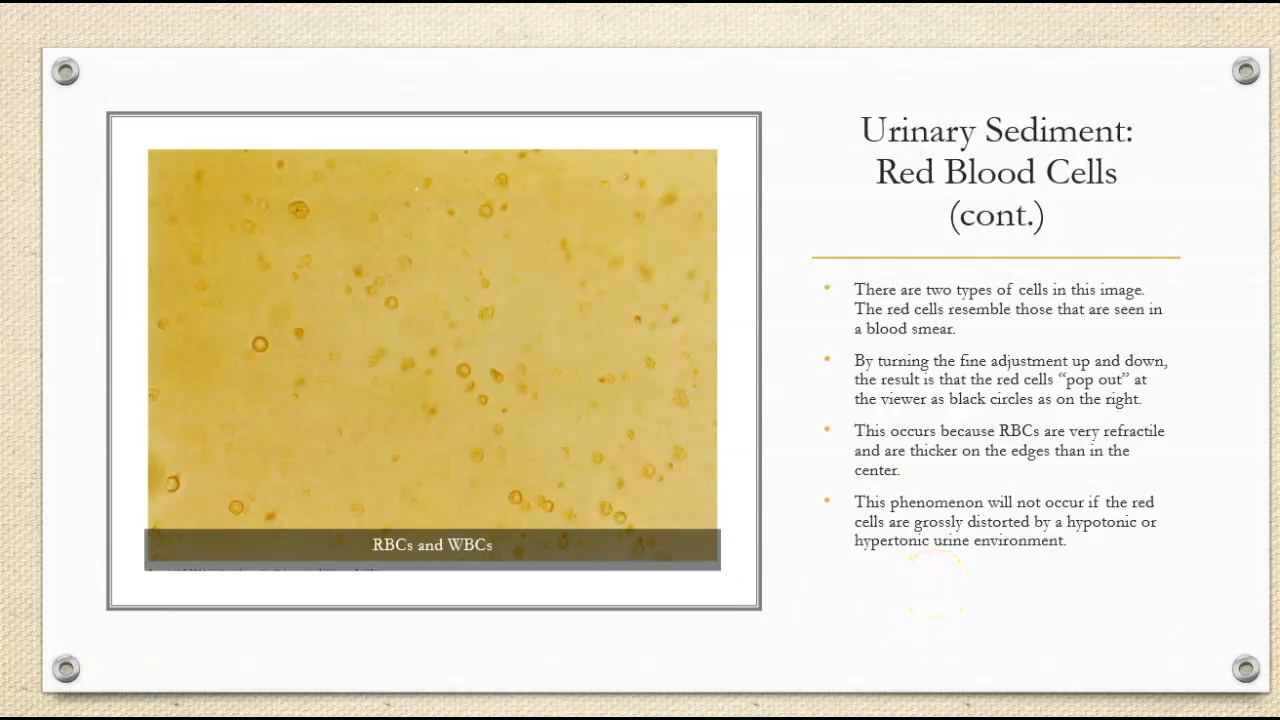 Urinary Sediment:
Red Blood Cells
(cont.)
There are two types of cells in this image.
The red cells resemble those that are seen in
a blood smear.
By turning the fine adjustment up and down,
the result is that the red cells “pop out” at
the viewer as black circles as on the right.
This occurs because RBCs are very refractile
and are thicker on the edges than in the
center.
This phenomenon will not occur if the red
cells are grossly distorted by a hypotonic or
hypertonic urine environment.
RBCs and WBCs